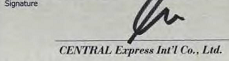 Signature
CENTRAL Express Int'l Co., Ltd.